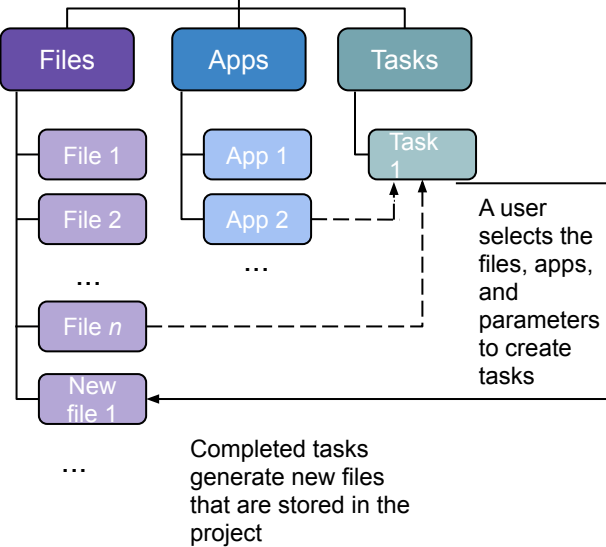 Files
Apps
Tasks
File 1
App 1
Task
1
File 2
App 2
...
...
File n
New
file 1
...
A user
selects the
files, apps,
and
parameters
to create
tasks
Completed tasks
generate new files
that are stored in the
project